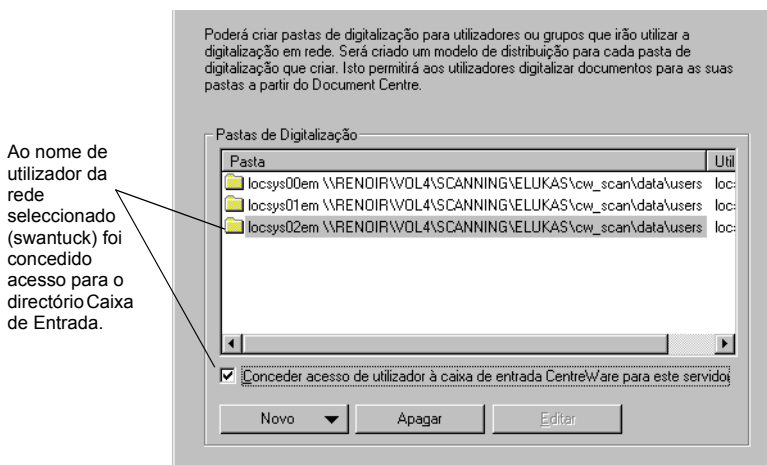 Poderá criar pastas de digitalização para utilizadores ou grupos que irão utilizar a
digitalização em rede. Será criado um modelo de distribuição para cada pasta de
digitalização que criar. Isto permitirá aos utilizadores digitalizar documentos para as suas
pastas a partir do Document Centre.
Ao nome de
utilizador da
rede
seleccionado
(swantuck) foi
concedido
acesso para o
directório Caixa
de Entrada.
Pastas de Digitalização
Pasta Util
locsys00em \\RENOIR\VOL4\SCANNING\ELUKAS\cw_scan\data\users loc
locsys01em \\RENOIR\VOL4\SCANNING\ELUKAS\cw_scan\data\users loc
locsys02em \\RENOIR\VOL4\SCANNING\ELUKAS\cw_scan\data\users loc
Conceder acesso de utilizador à caixa de entrada CentreWare para este servidor
Novo Apagar Editar